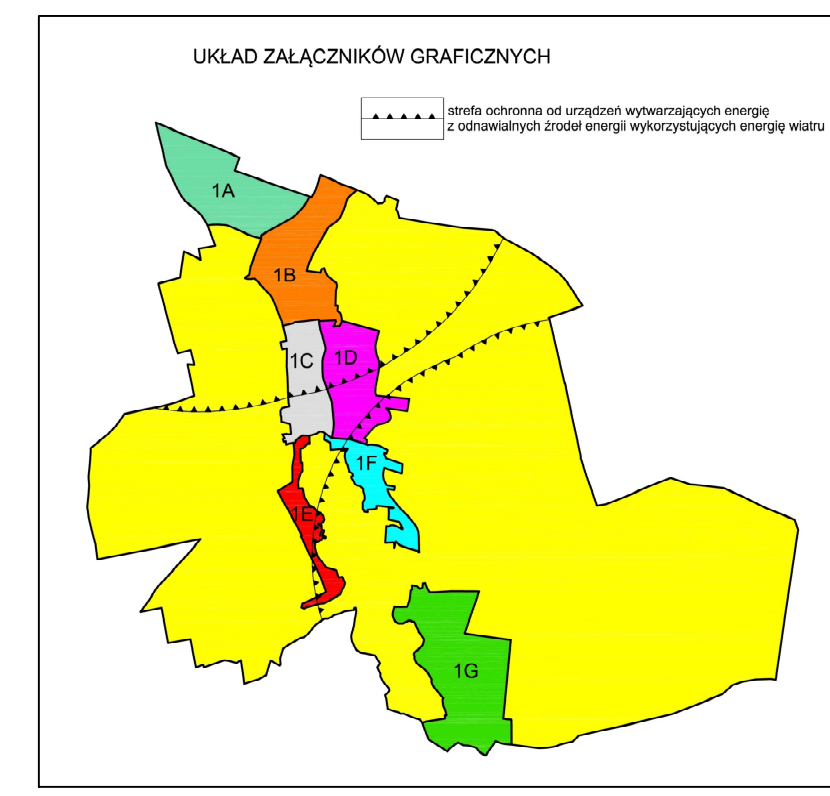 UKŁAD ZAŁĄCZNIKÓW GRAFICZNYCH
strefa ochronna od urządzeń wytwarzających energię
z odnawialnych źrodeł energii wykorzystujących energię wiatru
1A
1B
1C
1D
1F
1E
1G